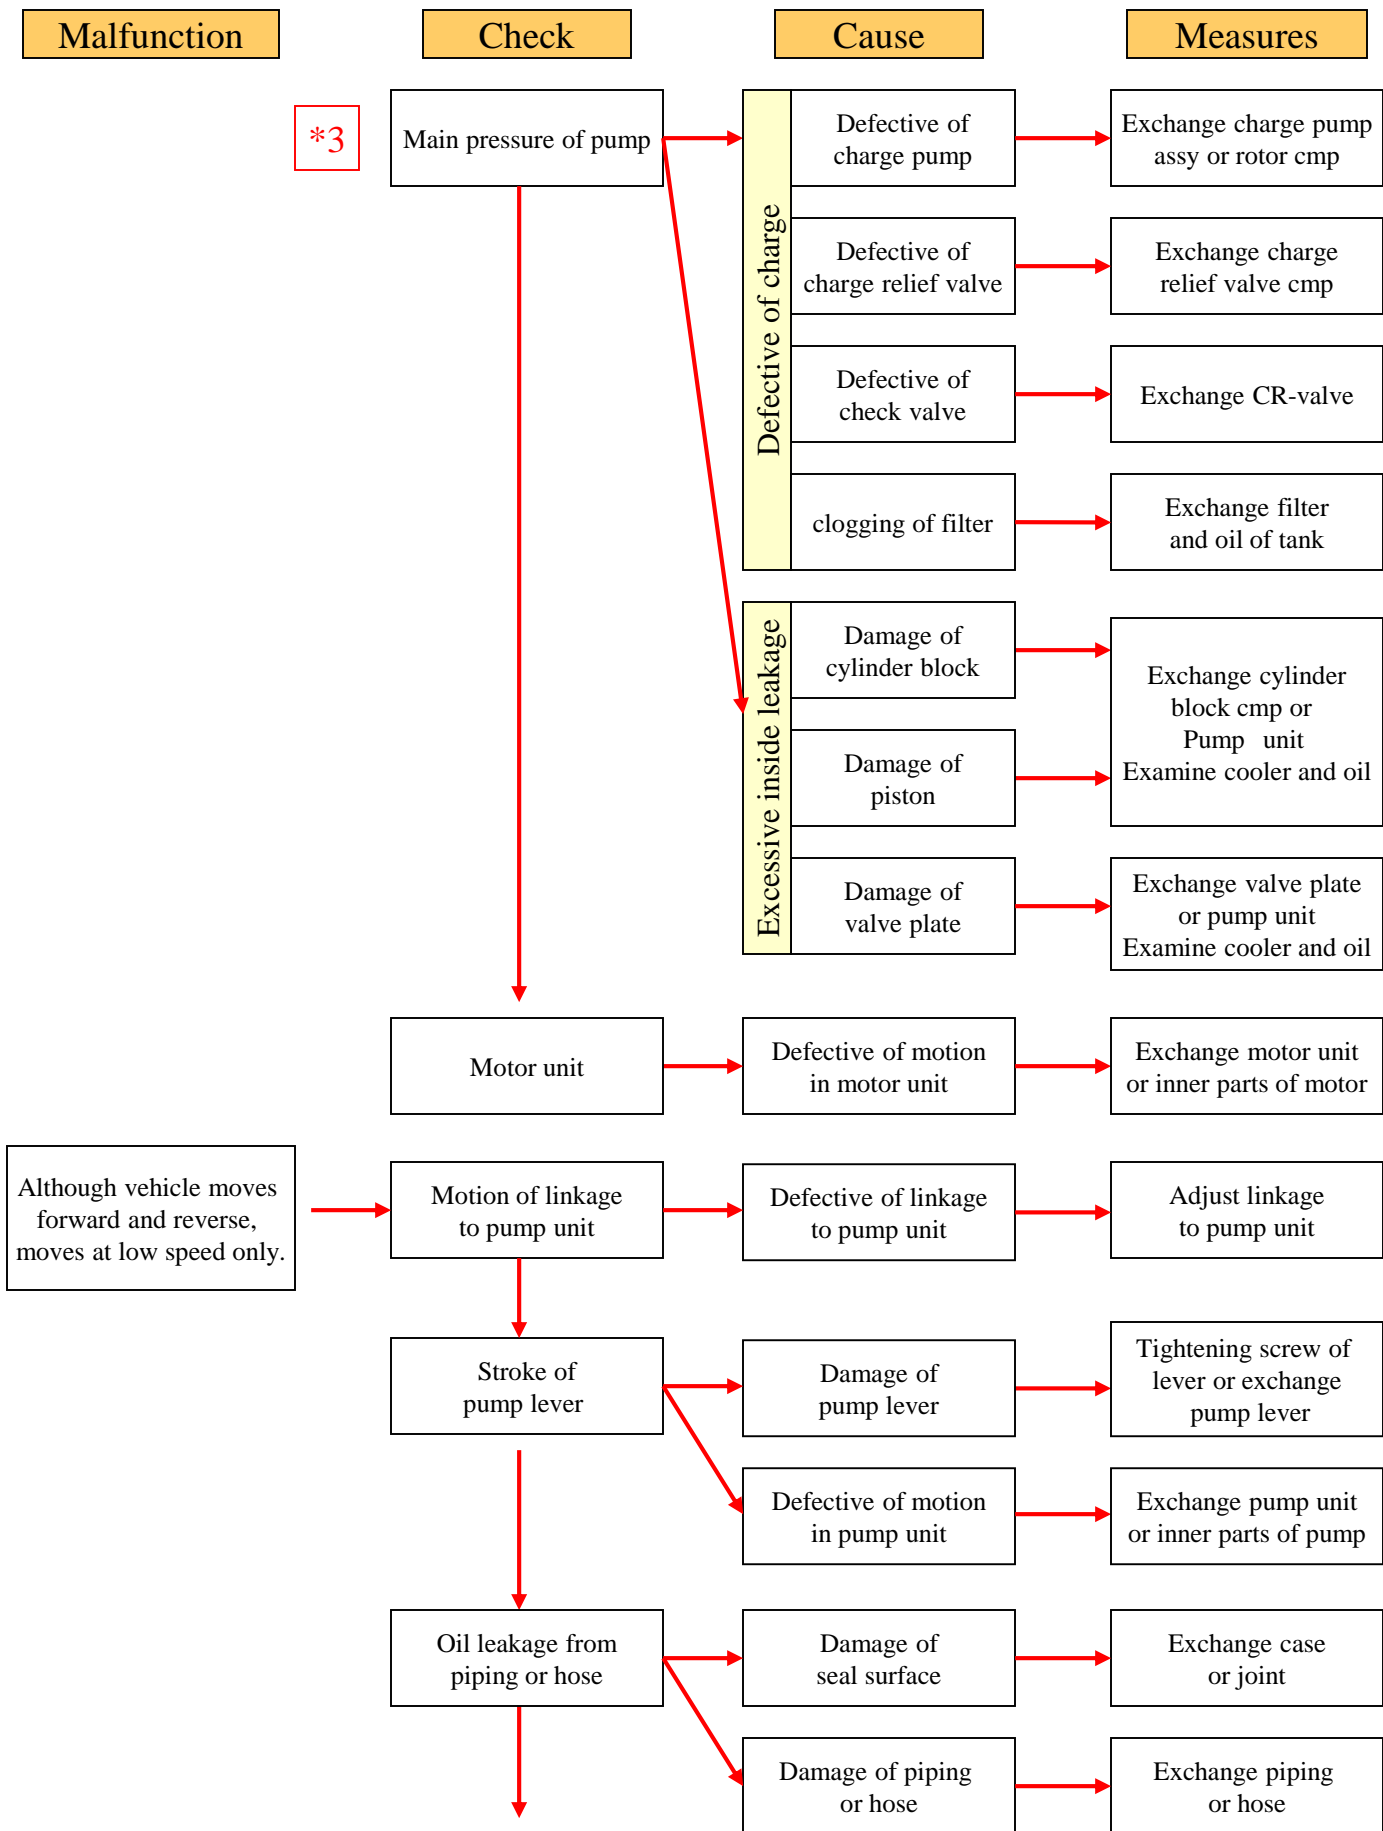 Malfunction
Check
Cause
Measures
*3
Main pressure of pump
Defective of charge
Defective of
charge pump
Exchange charge pump
assy or rotor cmp
Defective of
charge relief valve
Exchange charge
relief valve cmp
Defective of
check valve
Exchange CR-valve
clogging of filter
Exchange filter
and oil of tank
Excessive inside leakage
Damage of
cylinder block
Exchange cylinder
block cmp or
Pump unit
Examine cooler and oil
Damage of
piston
Damage of
valve plate
Exchange valve plate
or pump unit
Examine cooler and oil
Motor unit
Defective of motion
in motor unit
Exchange motor unit
or inner parts of motor
Although vehicle moves
forward and reverse,
moves at low speed only.
Motion of linkage
to pump unit
Defective of linkage
to pump unit
Adjust linkage
to pump unit
Stroke of
pump lever
Damage of
pump lever
Tightening screw of
lever or exchange
pump lever
Defective of motion
in pump unit
Exchange pump unit
or inner parts of pump
Oil leakage from
piping or hose
Damage of
seal surface
Exchange case
or joint
Damage of piping
or hose
Exchange piping
or hose